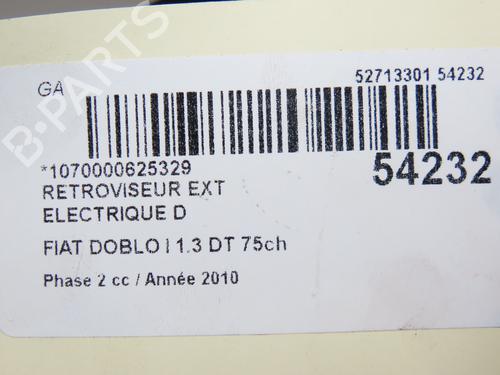 GA
52713301 54232
*1070000625329
54232
RETROVISEUR EXT
ELECTRIQUE D
FIAT DOBLO I 1.3 DT 75ch
Phase 2 cc / Année 2010
B-PARTS